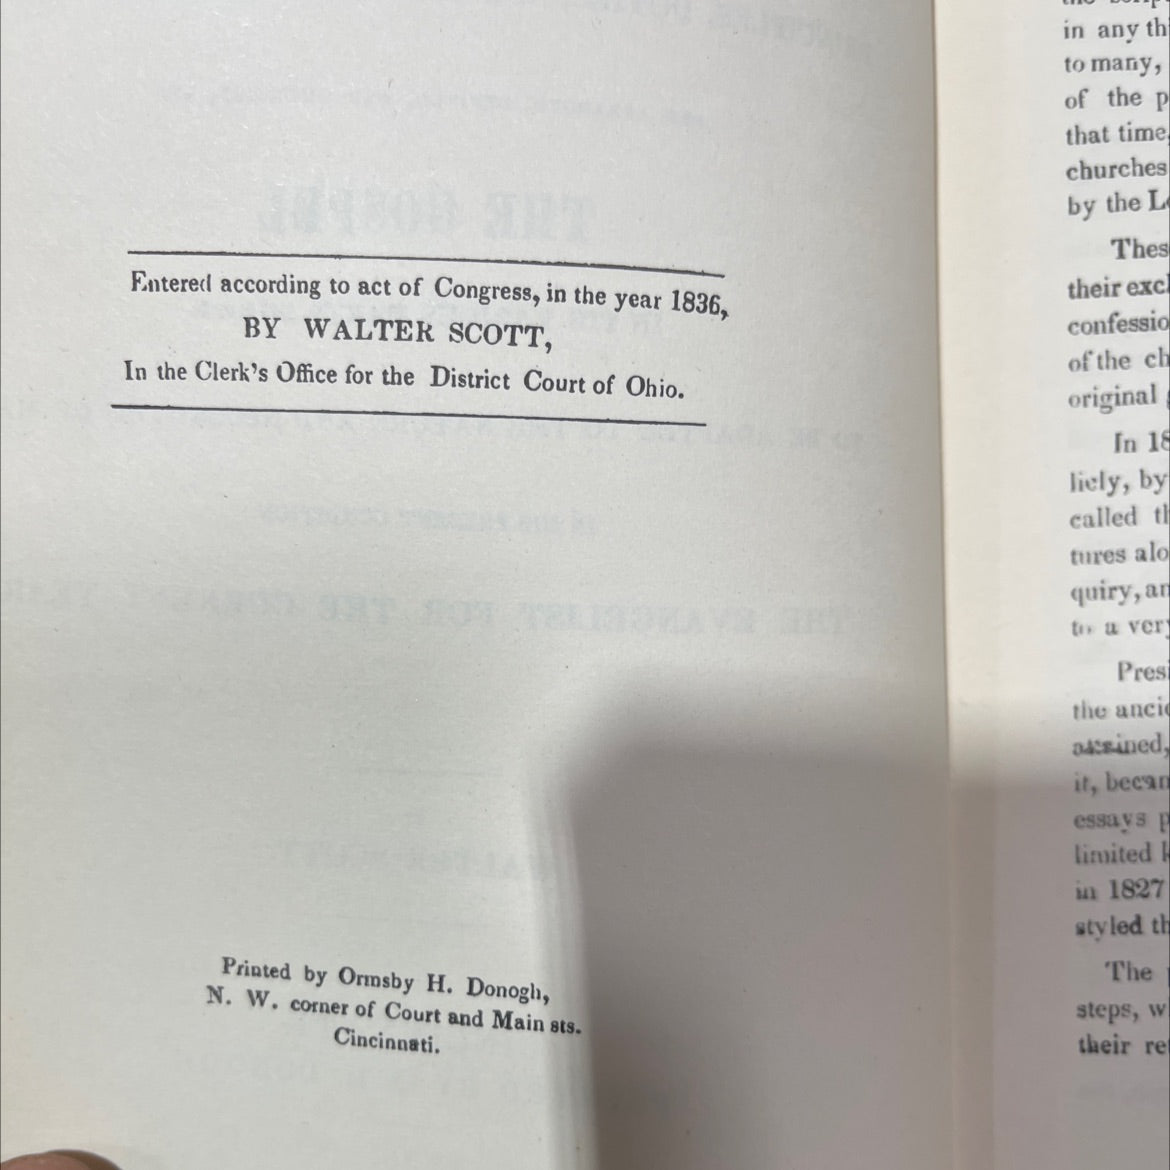 Entered according to act of Congress, in the year 1836,
BY WALTER SCOTT,
In the Clerk's Office for the District Court of Ohio.
Printed by Ormsby H. Donogh,
N. W. corner of Court and Main sts.
Cincinnati.
in any th
to many,
of the p
that time,
churches
by the L
Thes
their excl
confessio
of the ch
original
In 18
licly, by
called th
tures alo
quiry, an
to a very
Presi
the ancie
it, becam
essays p
limited k
in 1827
styled th
The
steps, w
their re